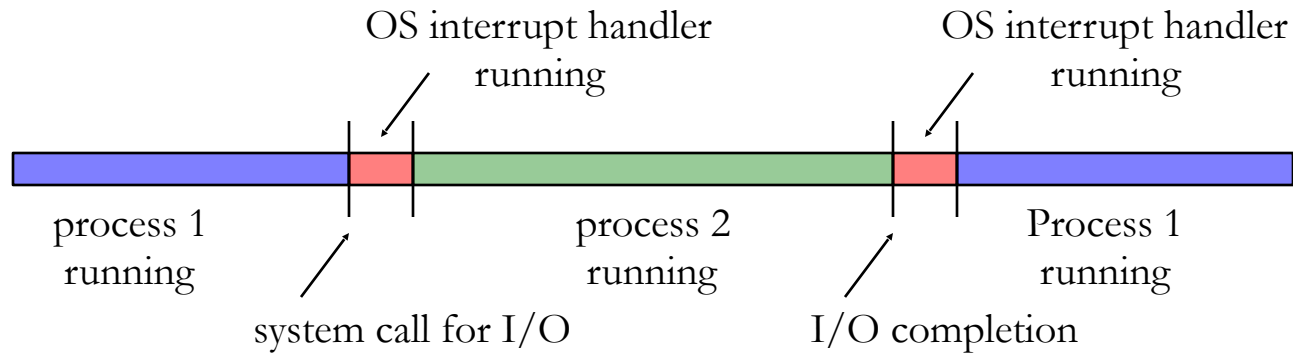 OS interrupt handler
running
OS interrupt handler
running
process 1
running
process 2
running
Process 1
running
system call for I/O
I/O completion